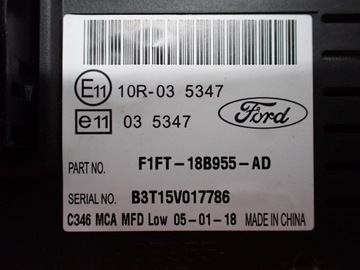 E11 10R-03 5347
e11 03 5347
Ford
PART NO. F1FT-18B955-AD
SERIAL NO. B3T15V017786
C346 MCA MFD Low 05-01-18 MADE IN CHINA